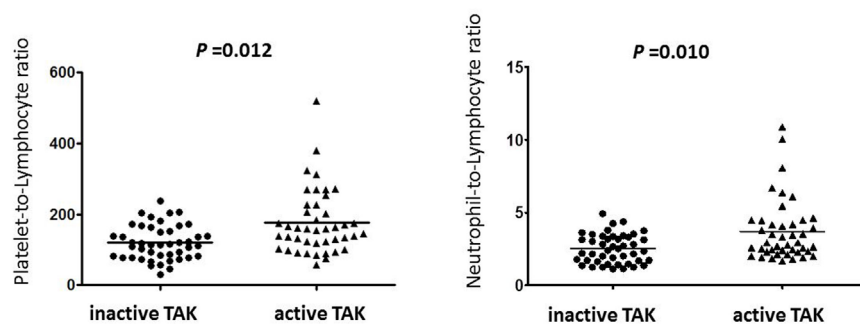 P =0.012
Platelet-to-Lymphocyte ratio
600
400
200
0
inactive TAK
active TAK
P =0.010
Neutrophil-to-Lymphocyte ratio
15
10
5
0
inactive TAK
active TAK